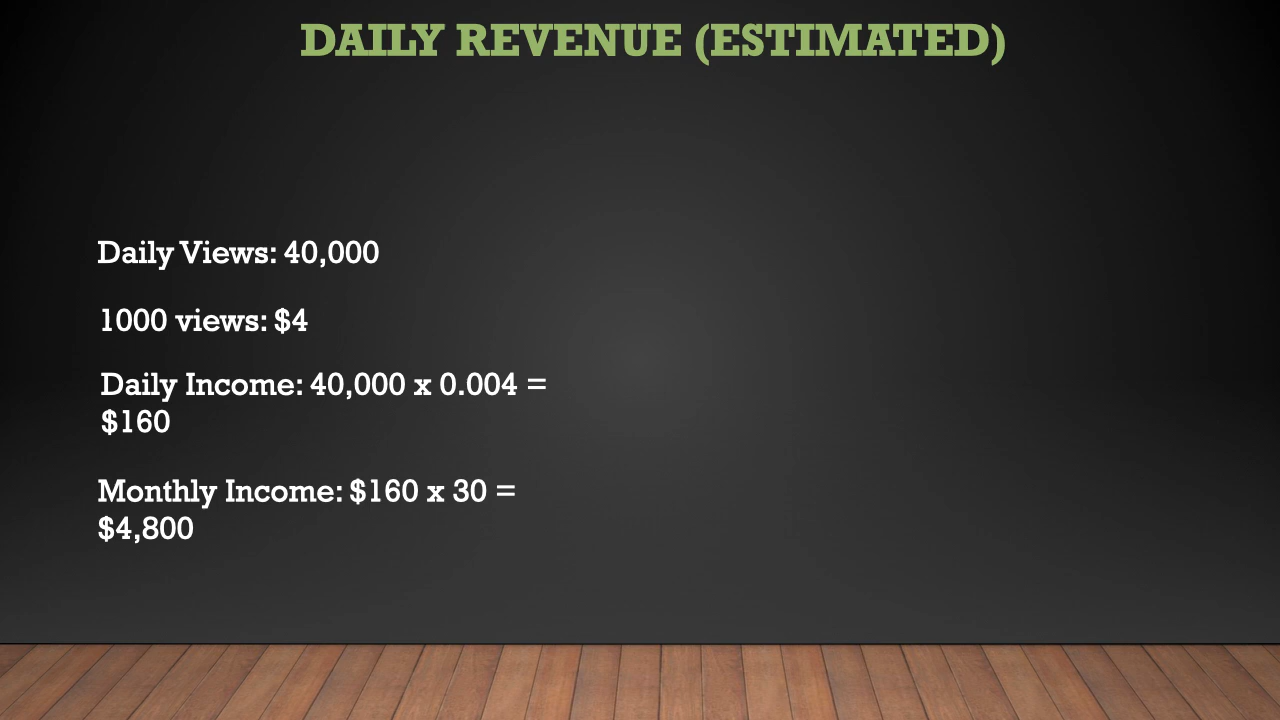 DAILY REVENUE (ESTIMATED)
Daily Views: 40,000
1000 views: $4
Daily Income: 40,000 x 0.004 =
$160
Monthly Income: $160 x 30 =
$4,800